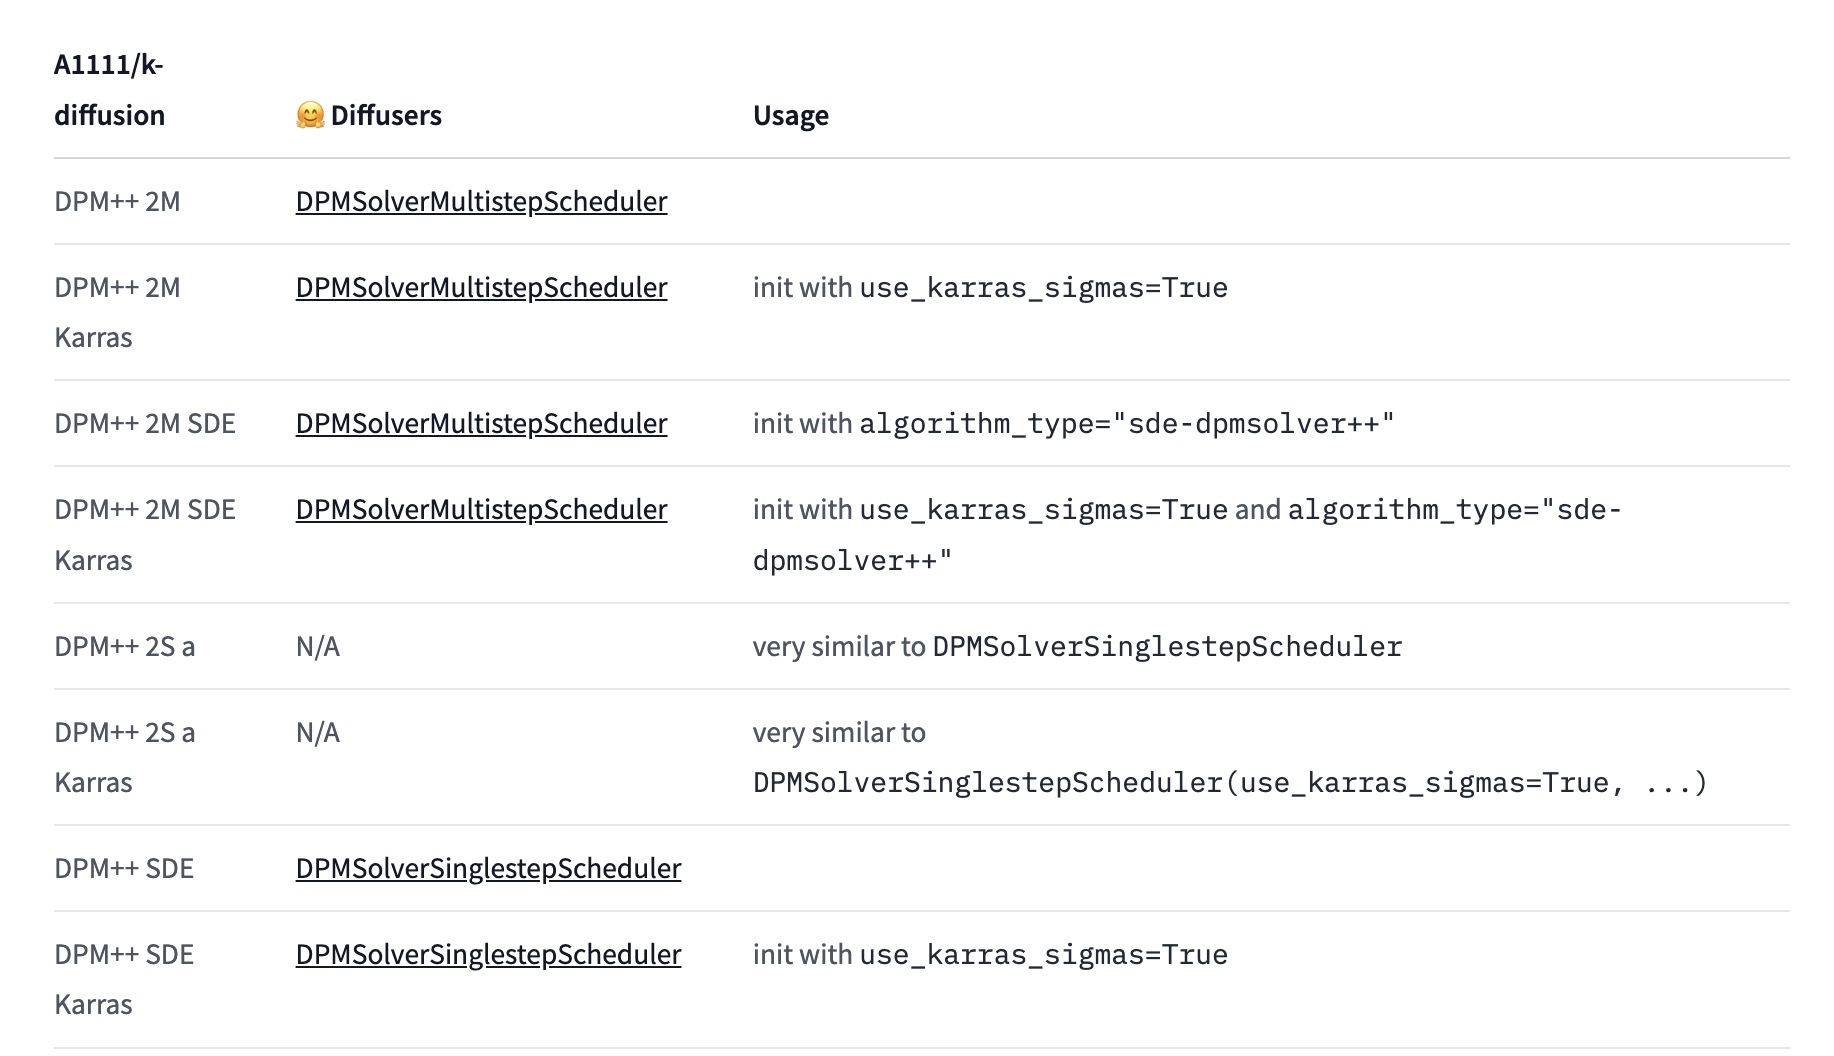 A1111/k-
diffusion
🤗 Diffusers
Usage
DPM++ 2M
DPMSolverMultistepScheduler
DPM++ 2M
Karras
DPMSolverMultistepScheduler
init with use_karras_sigmas=True
DPM++ 2M SDE
DPMSolverMultistepScheduler
init with algorithm_type="sde-dpmsolver++"
DPM++ 2M SDE
Karras
DPMSolverMultistepScheduler
init with use_karras_sigmas=True and algorithm_type="sde-
dpmsolver++"
DPM++ 2S a
N/A
very similar to DPMSolverSinglestepScheduler
DPM++ 2S a
Karras
N/A
very similar to
DPMSolverSinglestepScheduler(use_karras_sigmas=True, ...)
DPM++ SDE
DPMSolverSinglestepScheduler
DPM++ SDE
Karras
DPMSolverSinglestepScheduler
init with use_karras_sigmas=True